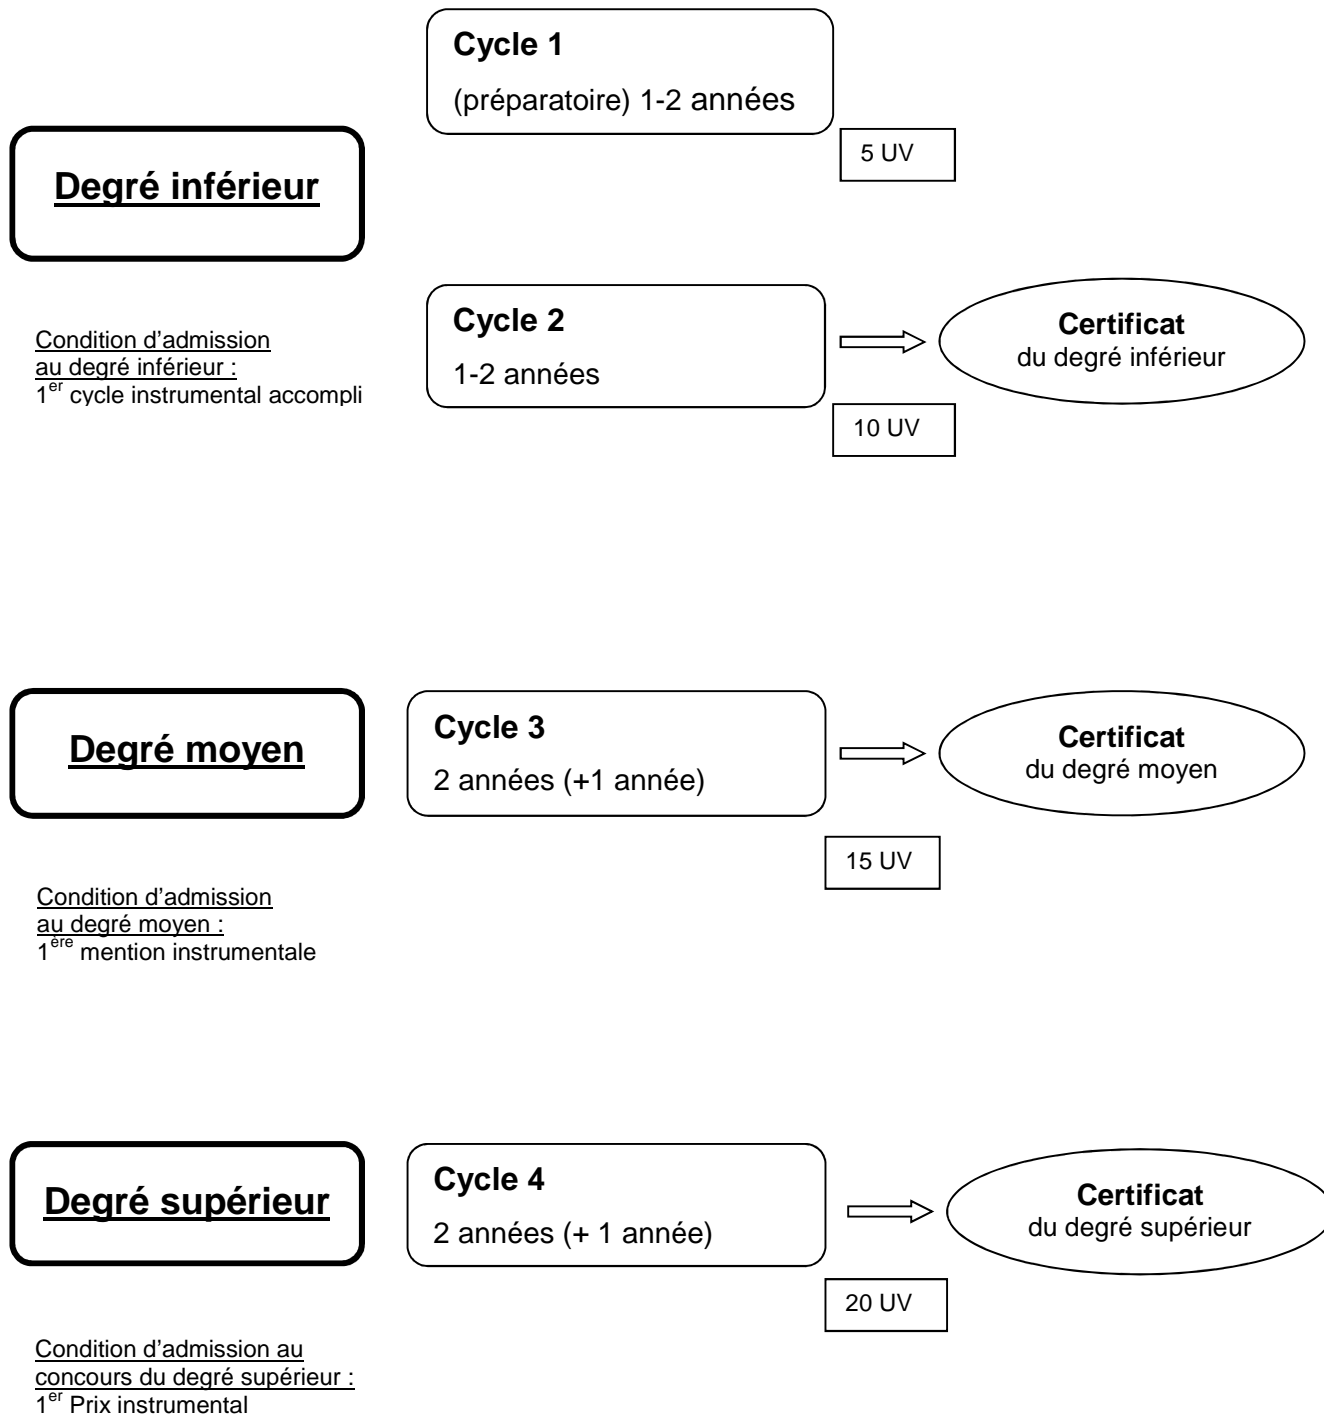 Cycle 1
(préparatoire) 1-2 années
5 UV
Degré inférieur
Condition d’admission
au degré inférieur :
1er cycle instrumental accompli
Cycle 2
1-2 années
10 UV
Certificat
du degré inférieur
Degré moyen
Cycle 3
2 années (+1 année)
15 UV
Certificat
du degré moyen
Condition d’admission
au degré moyen :
1ère mention instrumentale
Degré supérieur
Cycle 4
2 années (+ 1 année)
20 UV
Certificat
du degré supérieur
Condition d’admission au
concours du degré supérieur :
1er Prix instrumental